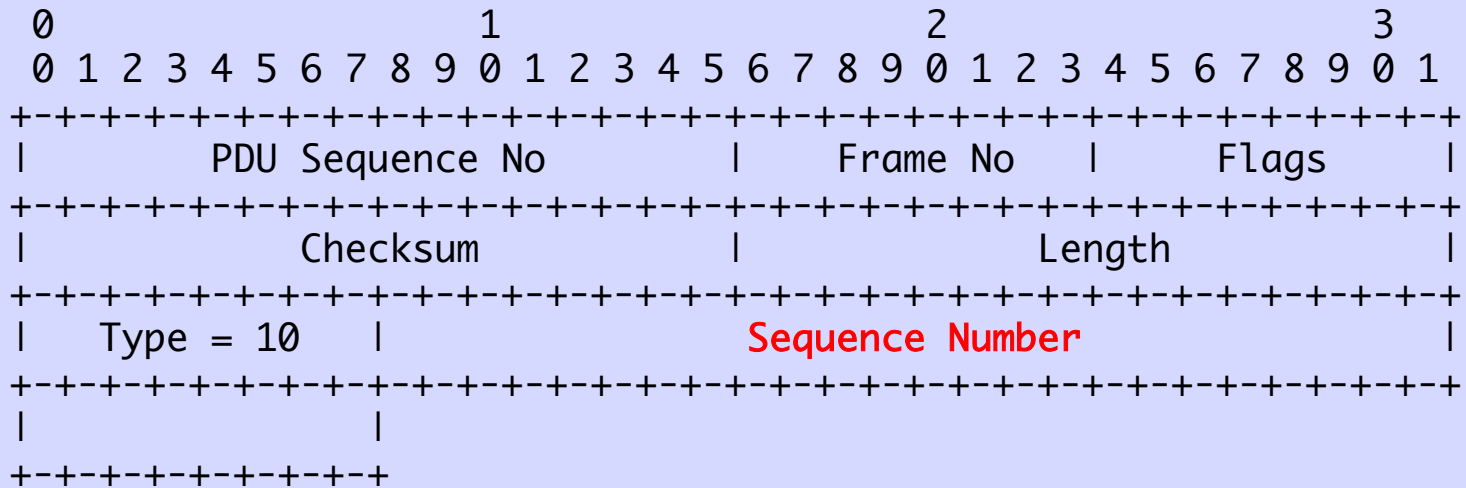 0                   1                   2                   3
 0 1 2 3 4 5 6 7 8 9 0 1 2 3 4 5 6 7 8 9 0 1 2 3 4 5 6 7 8 9 0 1
+-+-+-+-+-+-+-+-+-+-+-+-+-+-+-+-+-+-+-+-+-+-+-+-+-+-+-+-+-+-+-+-+
|        PDU Sequence No        |    Frame No   |     Flags     |
+-+-+-+-+-+-+-+-+-+-+-+-+-+-+-+-+-+-+-+-+-+-+-+-+-+-+-+-+-+-+-+-+
|            Checksum           |             Length            |
+-+-+-+-+-+-+-+-+-+-+-+-+-+-+-+-+-+-+-+-+-+-+-+-+-+-+-+-+-+-+-+-+
|   Type = 10   |                Sequence Number                |
+-+-+-+-+-+-+-+-+-+-+-+-+-+-+-+-+-+-+-+-+-+-+-+-+-+-+-+-+-+-+-+-+
|               |
+-+-+-+-+-+-+-+-+